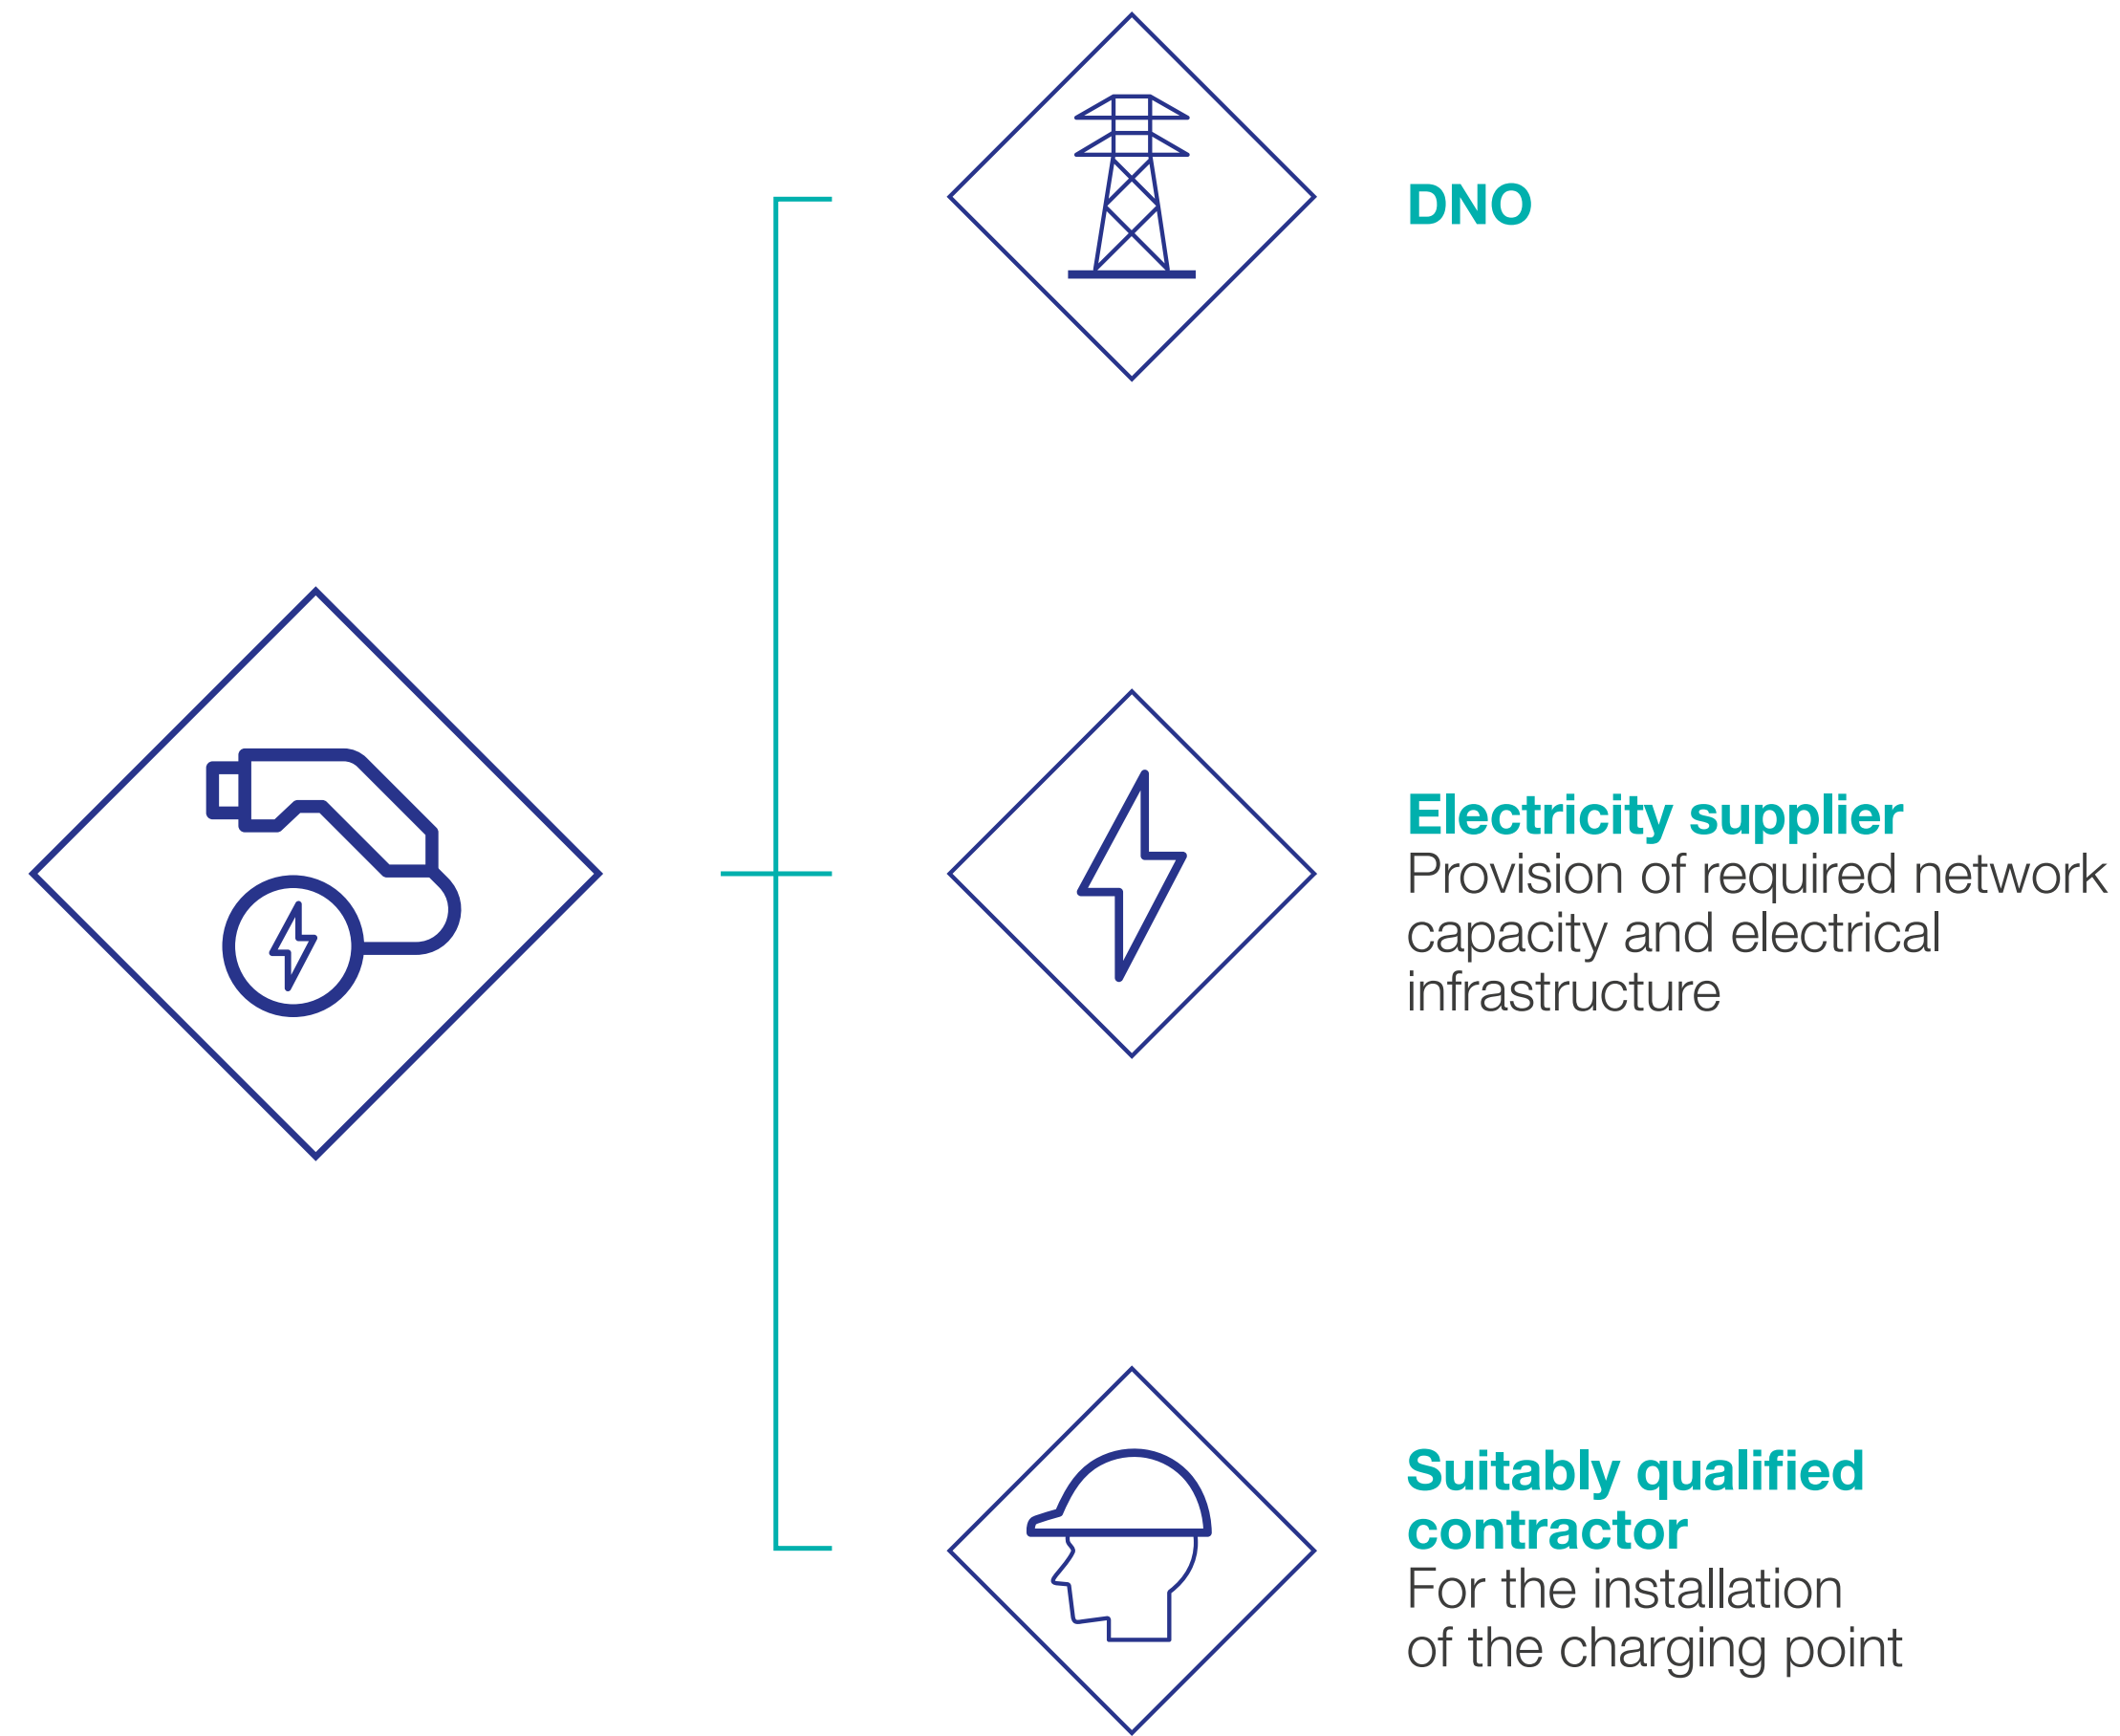 DNO
Electricity supplier
Provision of required network
capacity and electrical
infrastructure
Suitably qualified
contractor
For the installation
of the charging point